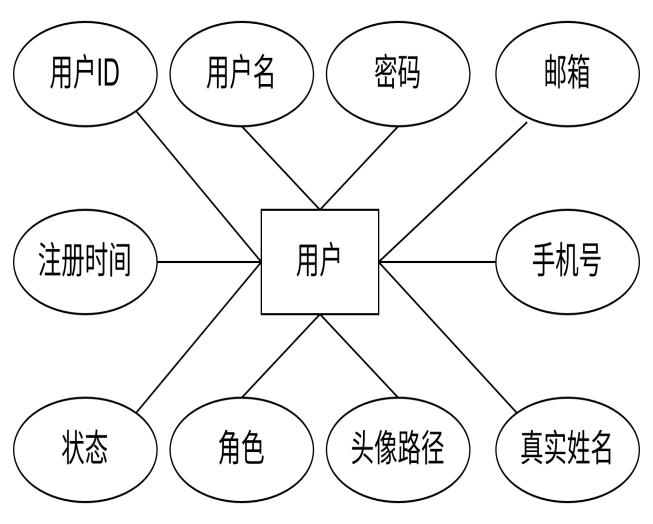 用户ID
用户名
密码
邮箱
注册时间
用户
手机号
状态
角色
头像路径
真实姓名